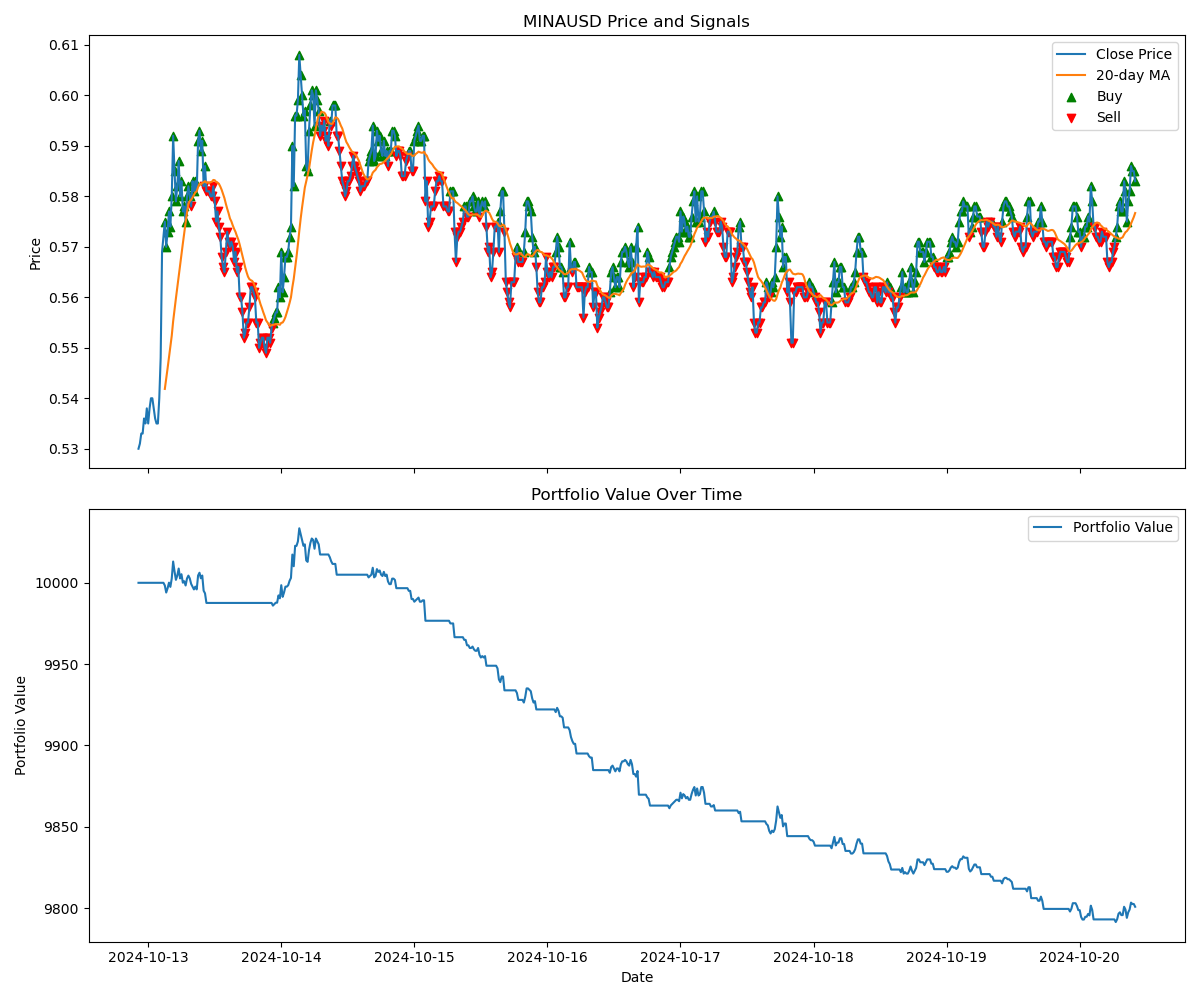 MINAUSD Price and Signals
Price
0.61
0.60
0.59
0.58
0.57
0.56
0.55
0.54
0.53
Close Price
20-day MA
Buy
Sell
Portfolio Value Over Time
Portfolio Value
10000
9950
9900
9850
9800
Portfolio Value
2024-10-13
2024-10-14
2024-10-15
2024-10-16
2024-10-17
2024-10-18
2024-10-19
2024-10-20
Date